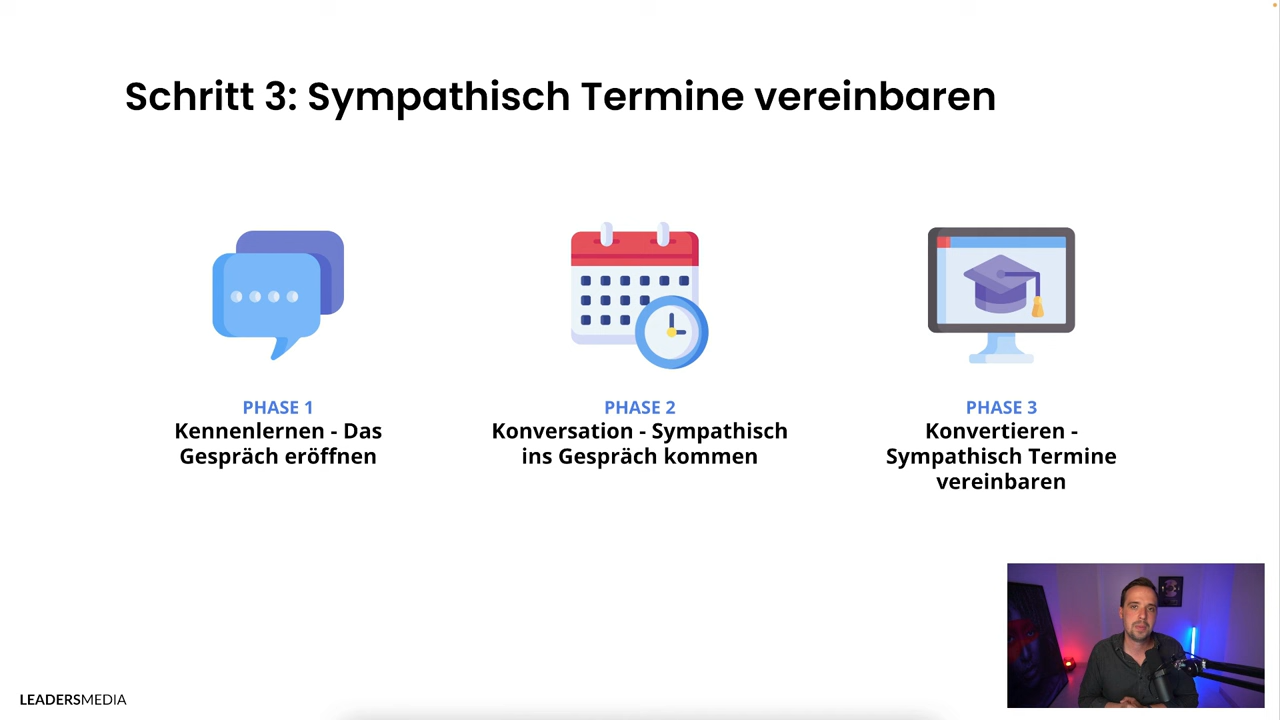 Schritt 3: Sympathisch Termine vereinbaren
PHASE 1
Kennenlernen - Das
Gespräch eröffnen
PHASE 2
Konversation - Sympathisch
ins Gespräch kommen
PHASE 3
Konvertieren -
Sympathisch Termine
vereinbaren
LEADERSMEDIA